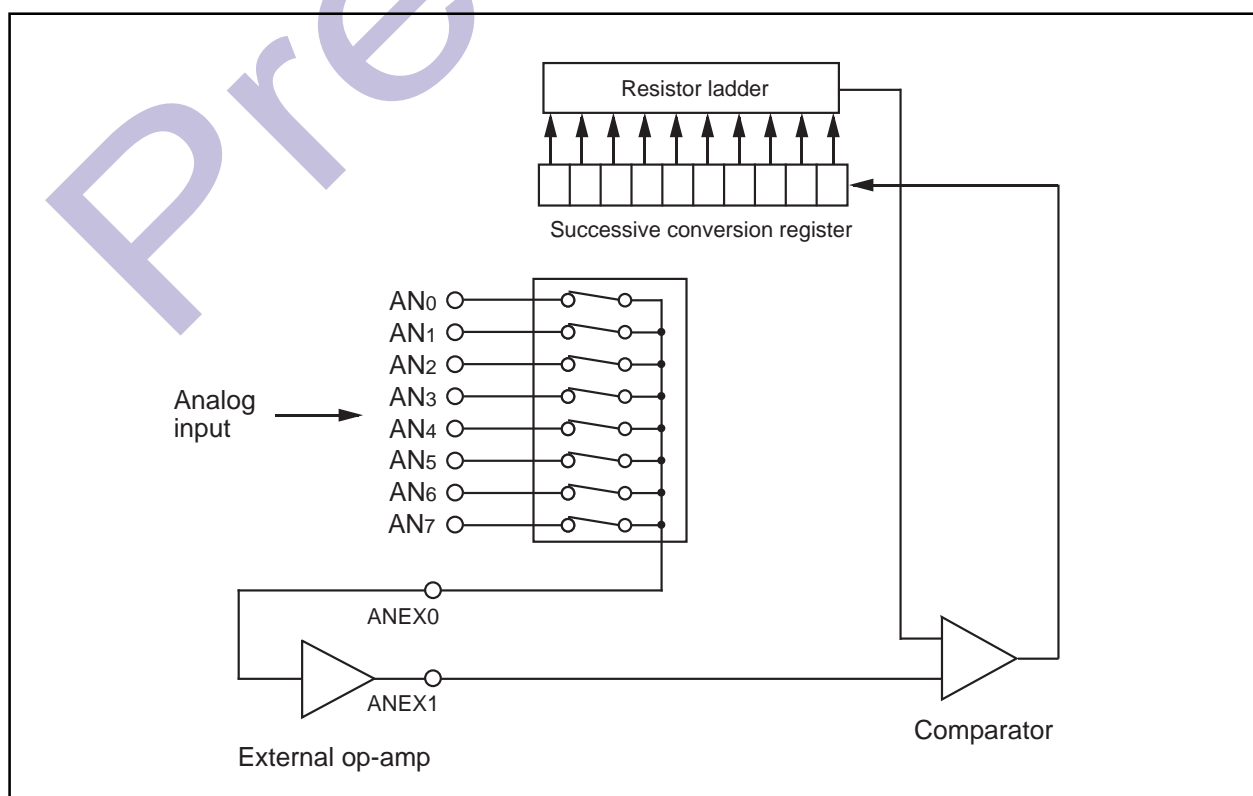 Pre
Resistor ladder
Successive conversion register
AN0
AN1
AN2
AN3
AN4
AN5
AN6
AN7
Analog
input
ANEX0
ANEX1
External op-amp
Comparator